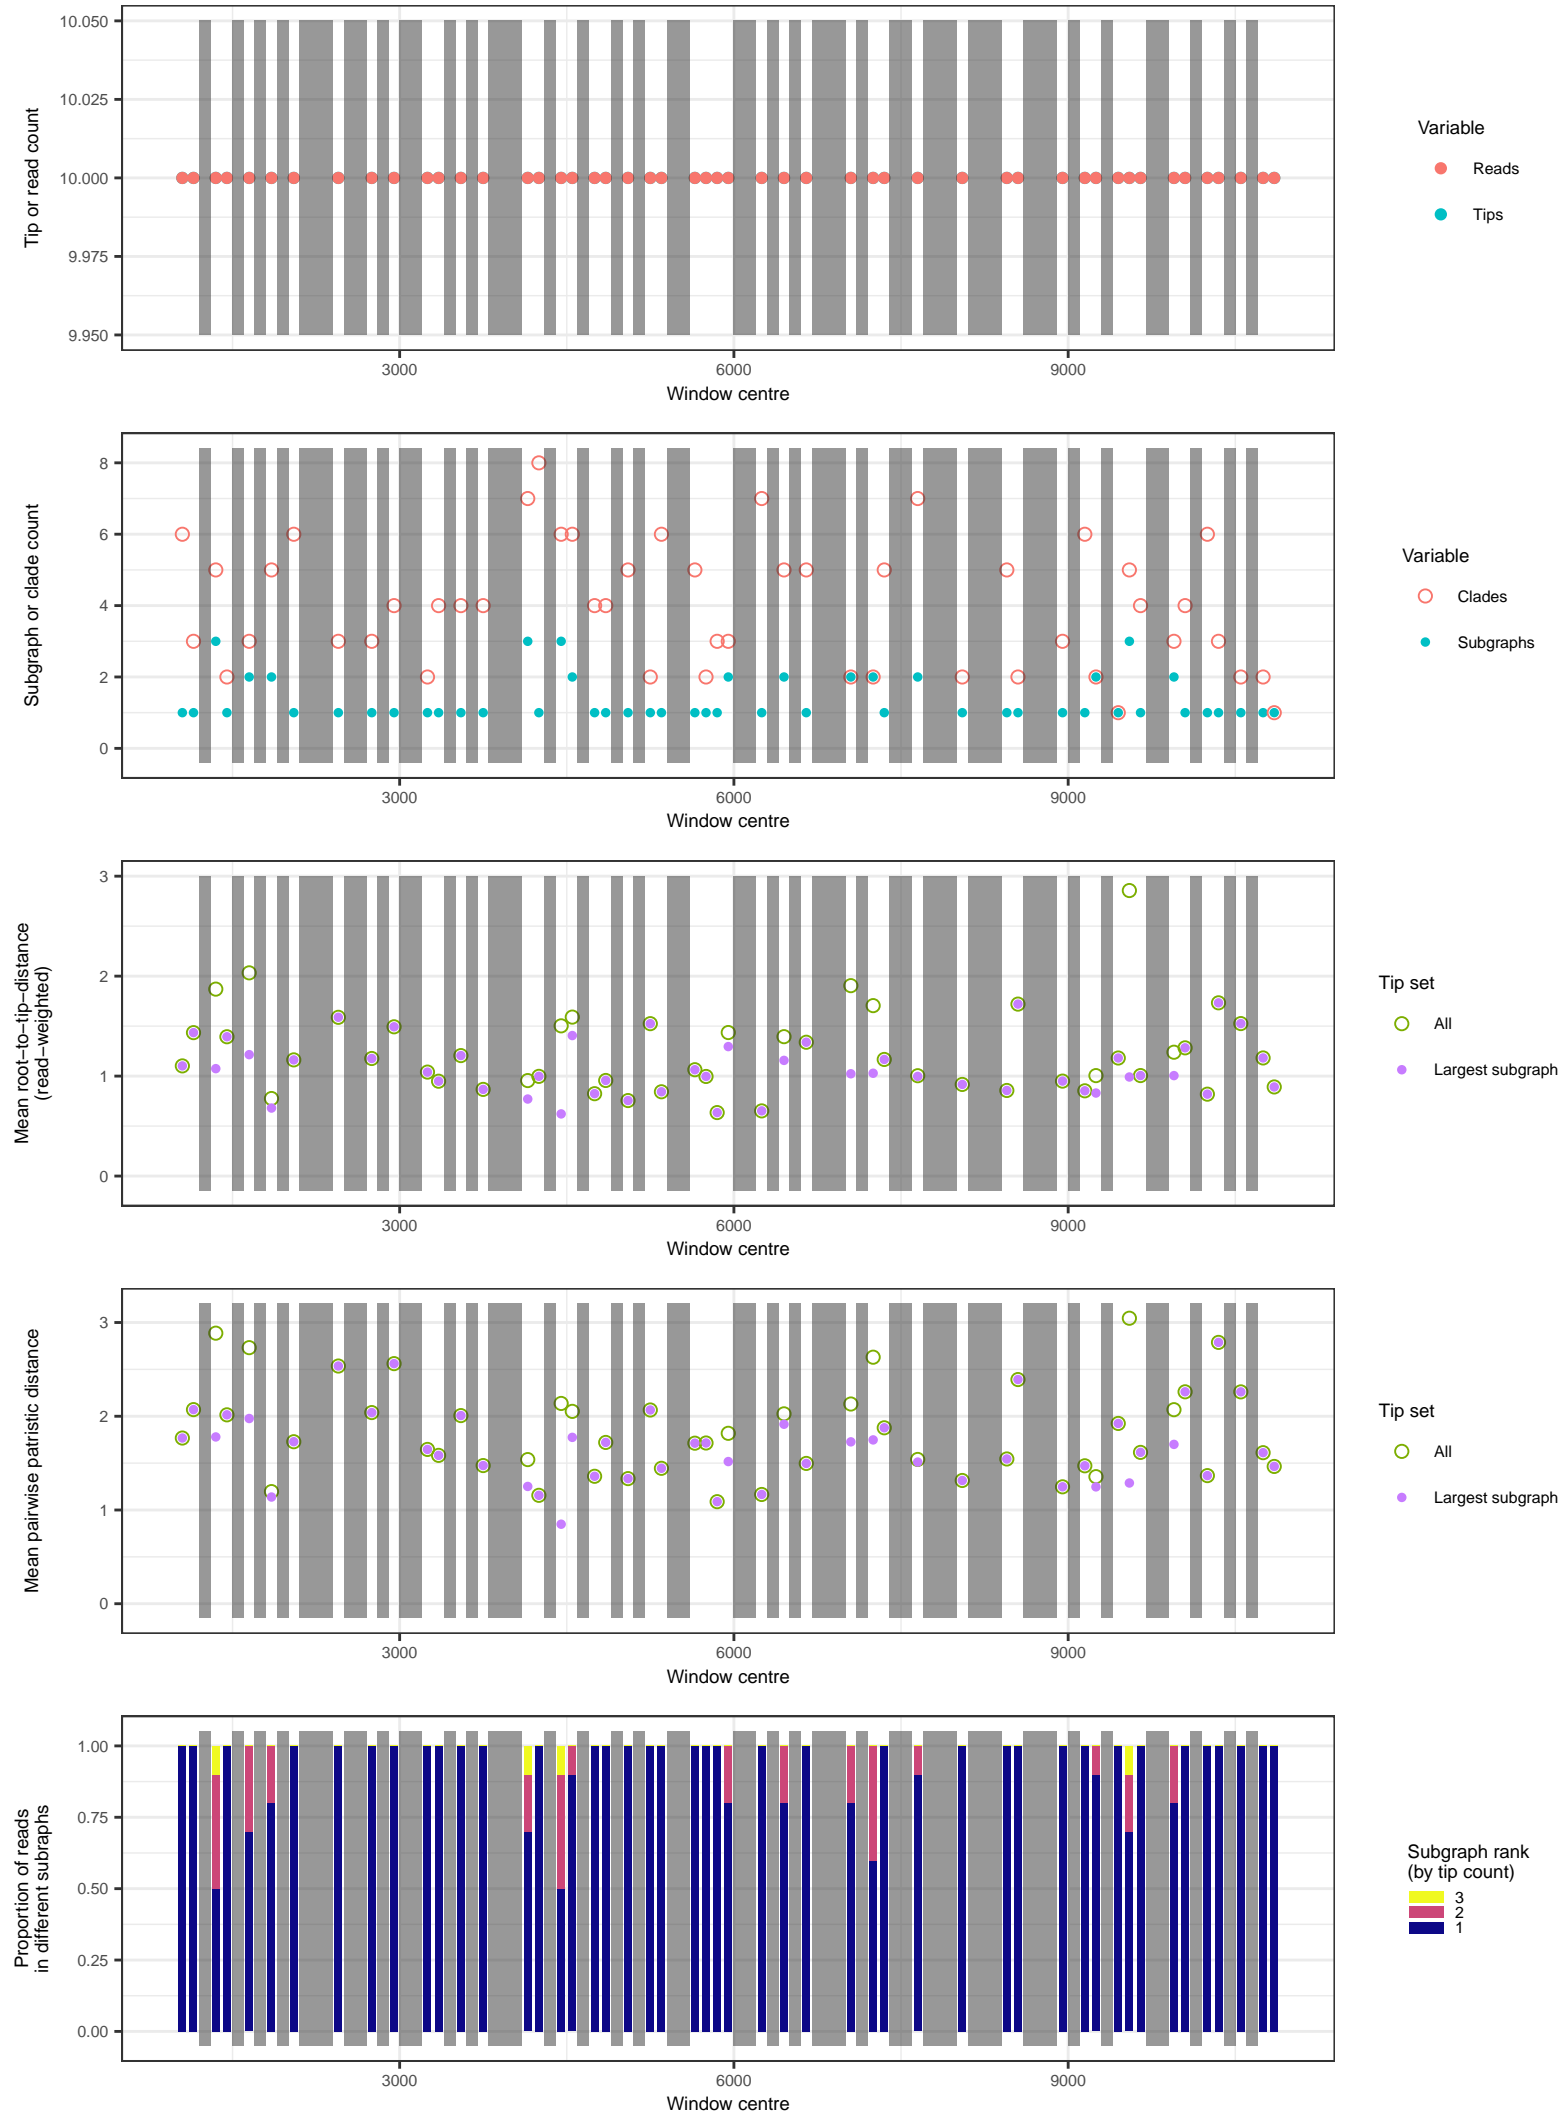 10.050
10.025
10.000
9.975
9.950
Tip or read count
3000
6000
9000
Window centre
Variable
Reads
Tips
8
6
4
2
0
Subgraph or clade count
3000
6000
9000
Window centre
Variable
Clades
Subgraphs
3
2
1
0
Mean root−to−tip−distance
(read−weighted)
3000
6000
9000
Window centre
Tip set
All
Largest subgraph
3
2
1
0
Mean pairwise patristic distance
3000
6000
9000
Window centre
Tip set
All
Largest subgraph
1.00
0.75
0.50
0.25
0.00
Proportion of reads
in different subraphs
3000
6000
9000
Window centre
Subgraph rank
(by tip count)
3
2
1